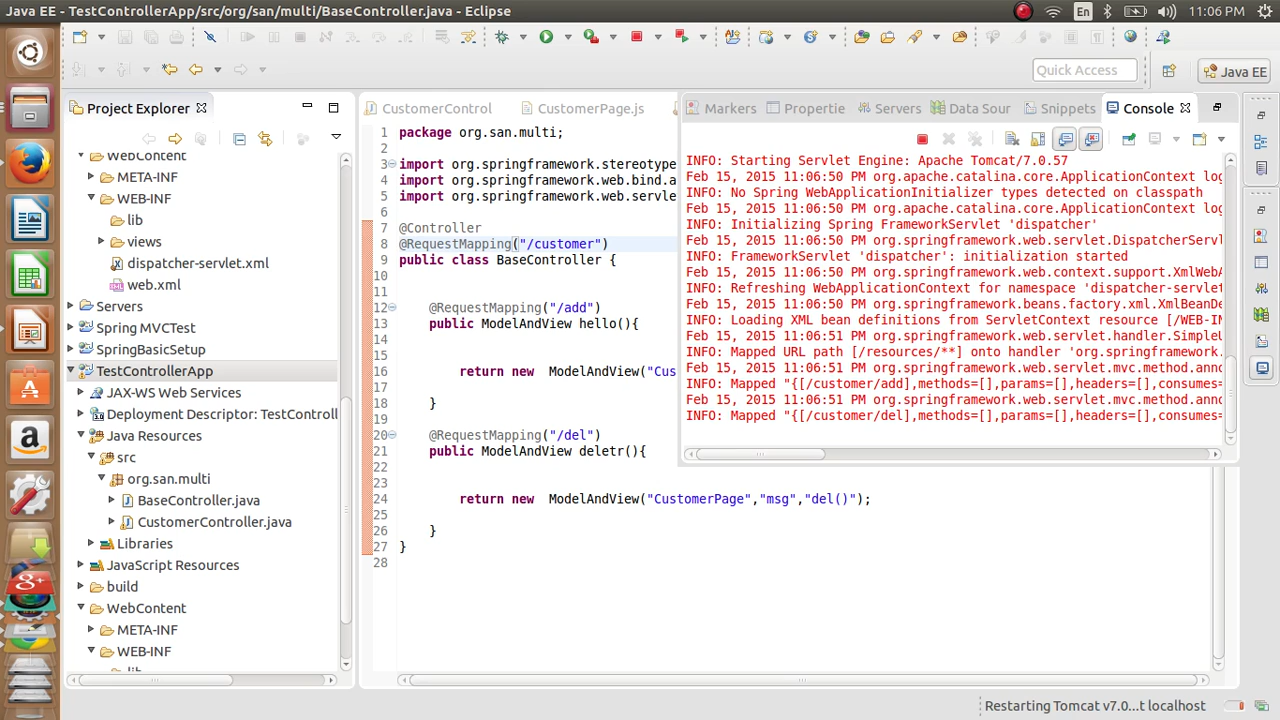 Java EE - TestControllerApp/src/org/san/multi/BaseController.java - Eclipse
En
11:06 PM
Quick Access
Java EE
Project Explorer
WebContent
META-INF
WEB-INF
lib
views
dispatcher-servlet.xml
web.xml
Servers
Spring MVCTest
SpringBasicSetup
TestControllerApp
JAX-WS Web Services
Deployment Descriptor: TestControll
Java Resources
src
org.san.multi
BaseController.java
CustomerController.java
Libraries
JavaScript Resources
build
WebContent
META-INF
WEB-INF
lib
CustomerControl
CustomerPage.js
1 package org.san.multi;
2
3 import org.springframework.stereotype
4 import org.springframework.web.bind.a
5 import org.springframework.web.servle
6
7 @Controller
8 @RequestMapping("/customer")
9 public class BaseController {
10
11
12 @RequestMapping("/add")
13 public ModelAndView hello(){
14
15
16 return new ModelAndView("Cus
17
18 }
19
20 @RequestMapping("/del")
21 public ModelAndView deletr(){
22
23
24 return new ModelAndView("CustomerPage","msg","del()");
25
26 }
27 }
28
Markers
Propertie
Servers
Data Sour
Snippets
Console
INFO: Starting Servlet Engine: Apache Tomcat/7.0.57
Feb 15, 2015 11:06:50 PM org.apache.catalina.core.ApplicationContext log
INFO: No Spring WebApplicationInitializer types detected on classpath
Feb 15, 2015 11:06:50 PM org.apache.catalina.core.ApplicationContext log
INFO: Initializing Spring FrameworkServlet 'dispatcher'
Feb 15, 2015 11:06:50 PM org.springframework.web.servlet.DispatcherServl
INFO: FrameworkServlet 'dispatcher': initialization started
Feb 15, 2015 11:06:50 PM org.springframework.web.context.support.XmlWebA
INFO: Refreshing WebApplicationContext for namespace 'dispatcher-servlet
Feb 15, 2015 11:06:50 PM org.springframework.beans.factory.xml.XmlBeanDe
INFO: Loading XML bean definitions from ServletContext resource [/WEB-IN
Feb 15, 2015 11:06:51 PM org.springframework.web.servlet.handler.SimpleU
INFO: Mapped URL path [/resources/**] onto handler 'org.springframework.
Feb 15, 2015 11:06:51 PM org.springframework.web.servlet.mvc.method.anno
INFO: Mapped "{[/customer/add],methods=[],params=[],headers=[],consumes=
Feb 15, 2015 11:06:51 PM org.springframework.web.servlet.mvc.method.anno
INFO: Mapped "{[/customer/del],methods=[],params=[],headers=[],consumes=
Restarting Tomcat v7.0...t localhost